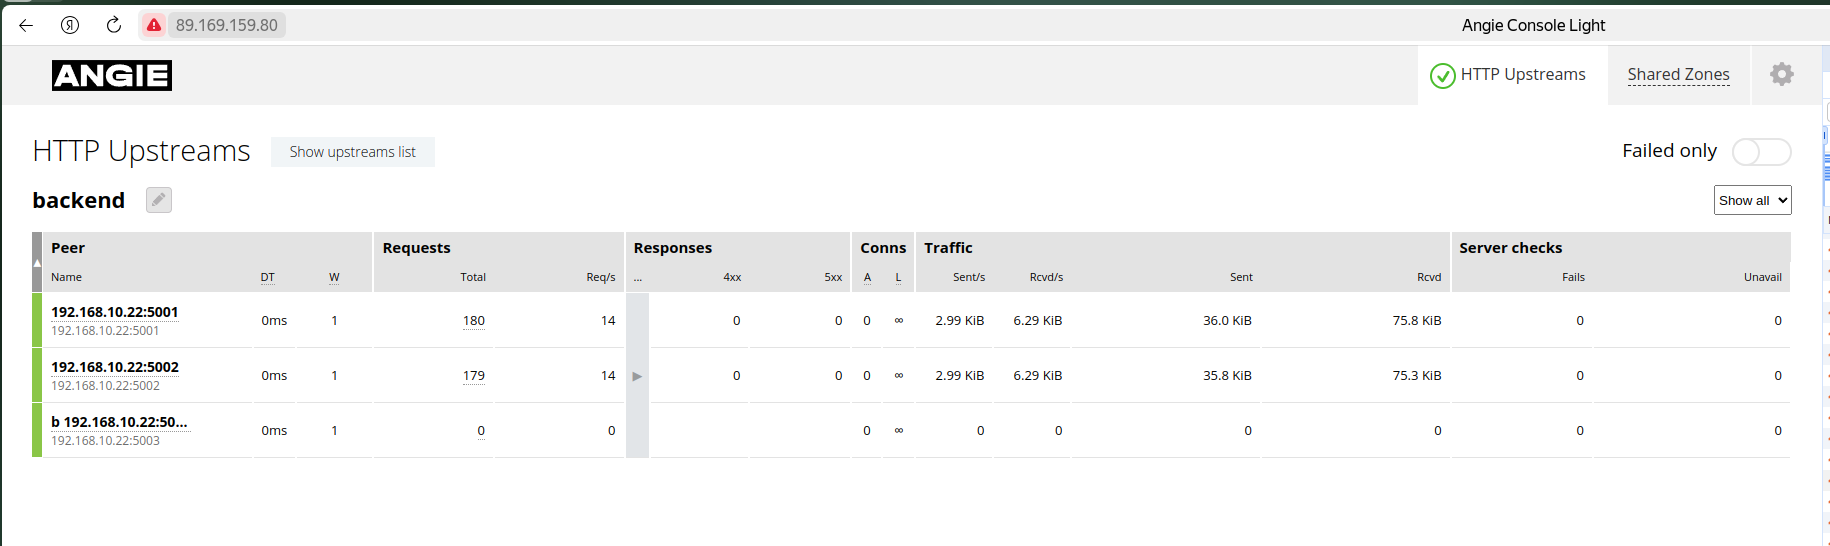 Я 89.169.159.80 Angie Console Light
ANGIE HTTP Upstreams Shared Zones
HTTP Upstreams Show upstreams list Failed only
backend Show all
Peer Requests Responses Conns Traffic Server checks
Name DT W Total Req/s ... 4xx 5xx A L Sent/s Rcvd/s Sent Rcvd Fails Unavail
192.168.10.22:5001 0ms 1 180 14 0 0 0 ∞ 2.99 KiB 6.29 KiB 36.0 KiB 75.8 KiB 0 0
192.168.10.22:5001
192.168.10.22:5002 0ms 1 179 14 0 0 0 ∞ 2.99 KiB 6.29 KiB 35.8 KiB 75.3 KiB 0 0
192.168.10.22:5002
b 192.168.10.22:50... 0ms 1 0 0 0 ∞ 0 0 0 0 0 0
192.168.10.22:5003